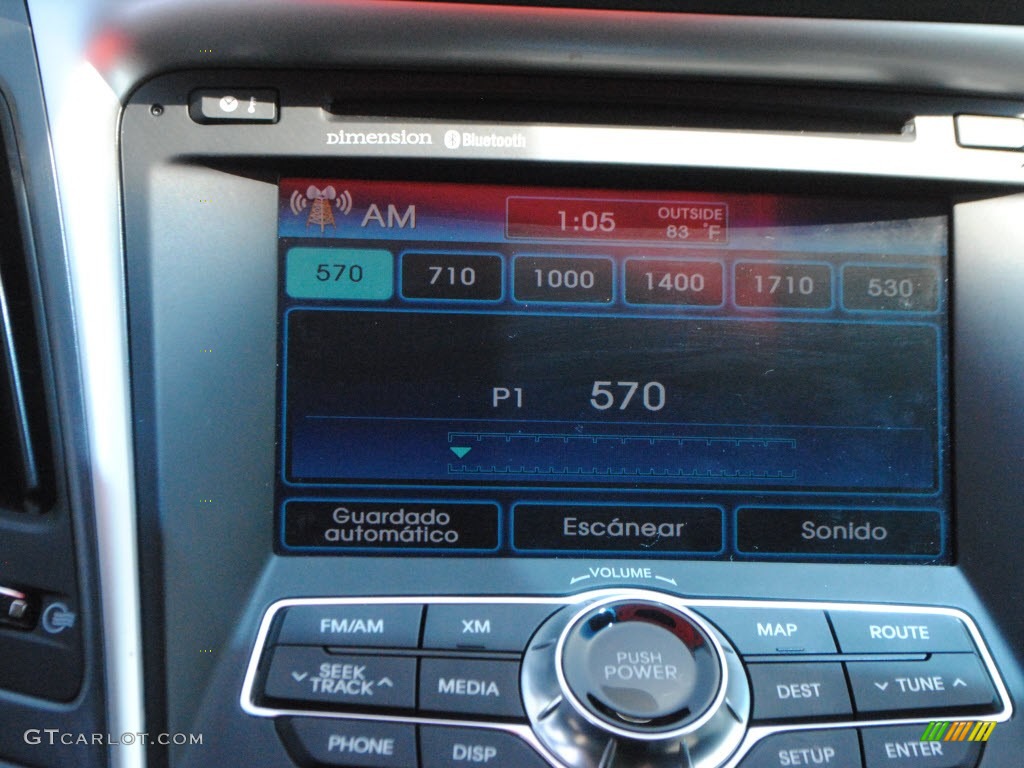 Dimension Bluetooth
AM 1:05 OUTSIDE
83 °F
570 710 1000 1400 1710 530
P1 570
Guardado
automático
Escánear
Sonido
VOLUME
FM/AM XM MAP ROUTE
PUSH
POWER
SEEK
TRACK
MEDIA DEST TUNE
PHONE DISP SETUP ENTER
GTCARLOT.COM